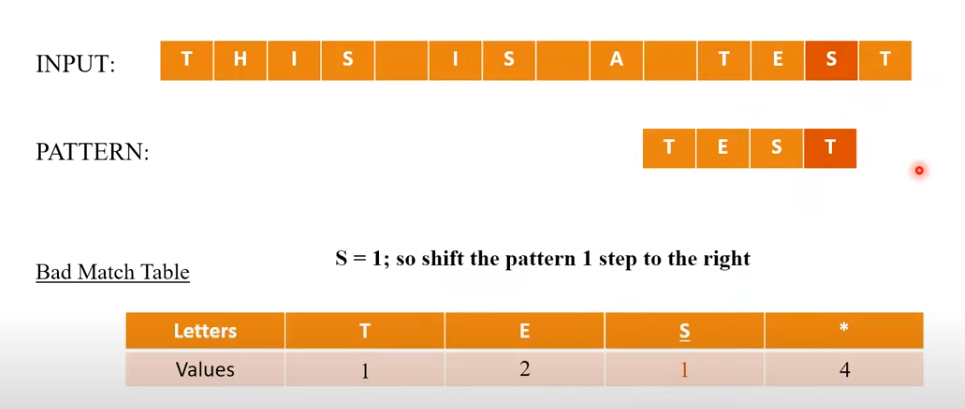 INPUT: T H I S I S A T E S T
PATTERN: T E S T
S = 1; so shift the pattern 1 step to the right
Bad Match Table
Letters T E S *
Values 1 2 1 4